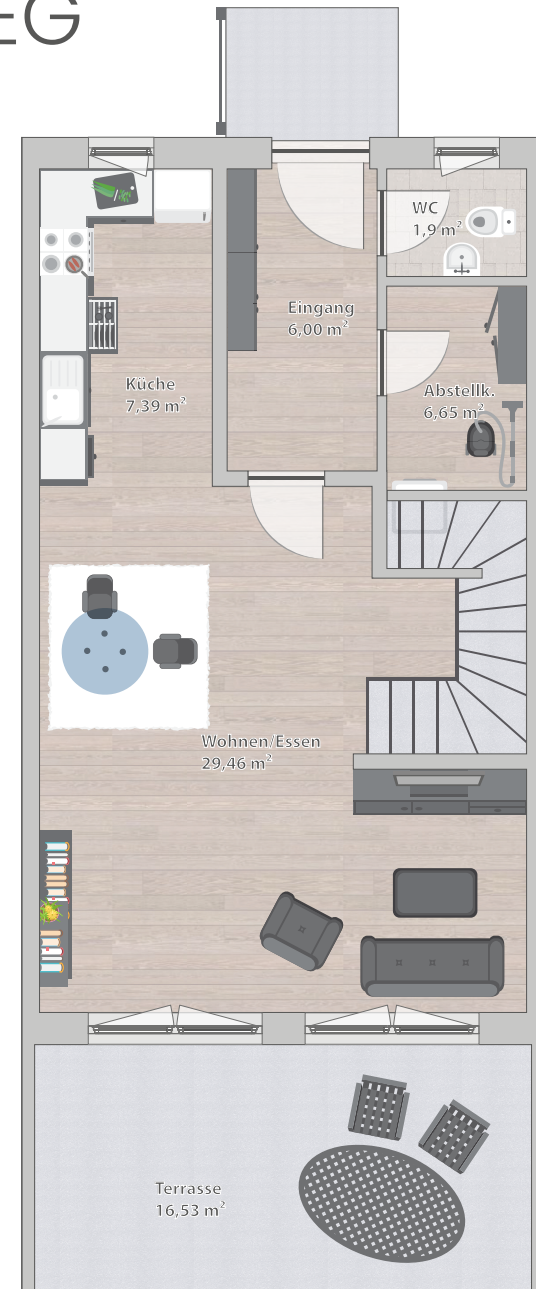 EG
WC
1,9 m²
Eingang
6,00 m²
Küche
7,39 m²
Abstellk.
6,65 m²
Wohnen/Essen
29,46 m²
Terrasse
16,53 m²